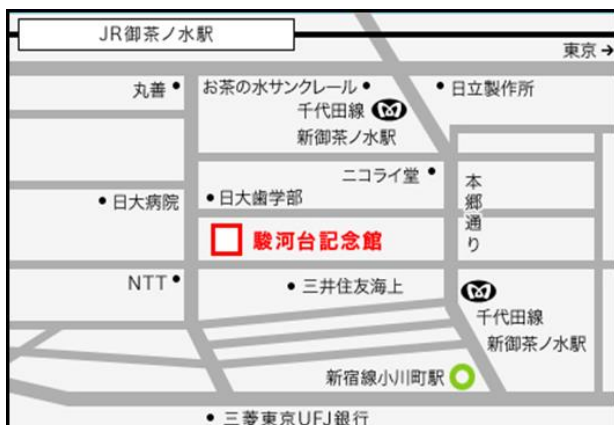 JR御茶ノ水駅
東京→
丸善
お茶の水サンクレール
日立製作所
千代田線
新御茶ノ水駅
ニコライ堂
本郷通り
日大病院
日大歯学部
駿河台記念館
NTT
三井住友海上
千代田線
新御茶ノ水駅
新宿線小川町駅
三菱東京UFJ銀行